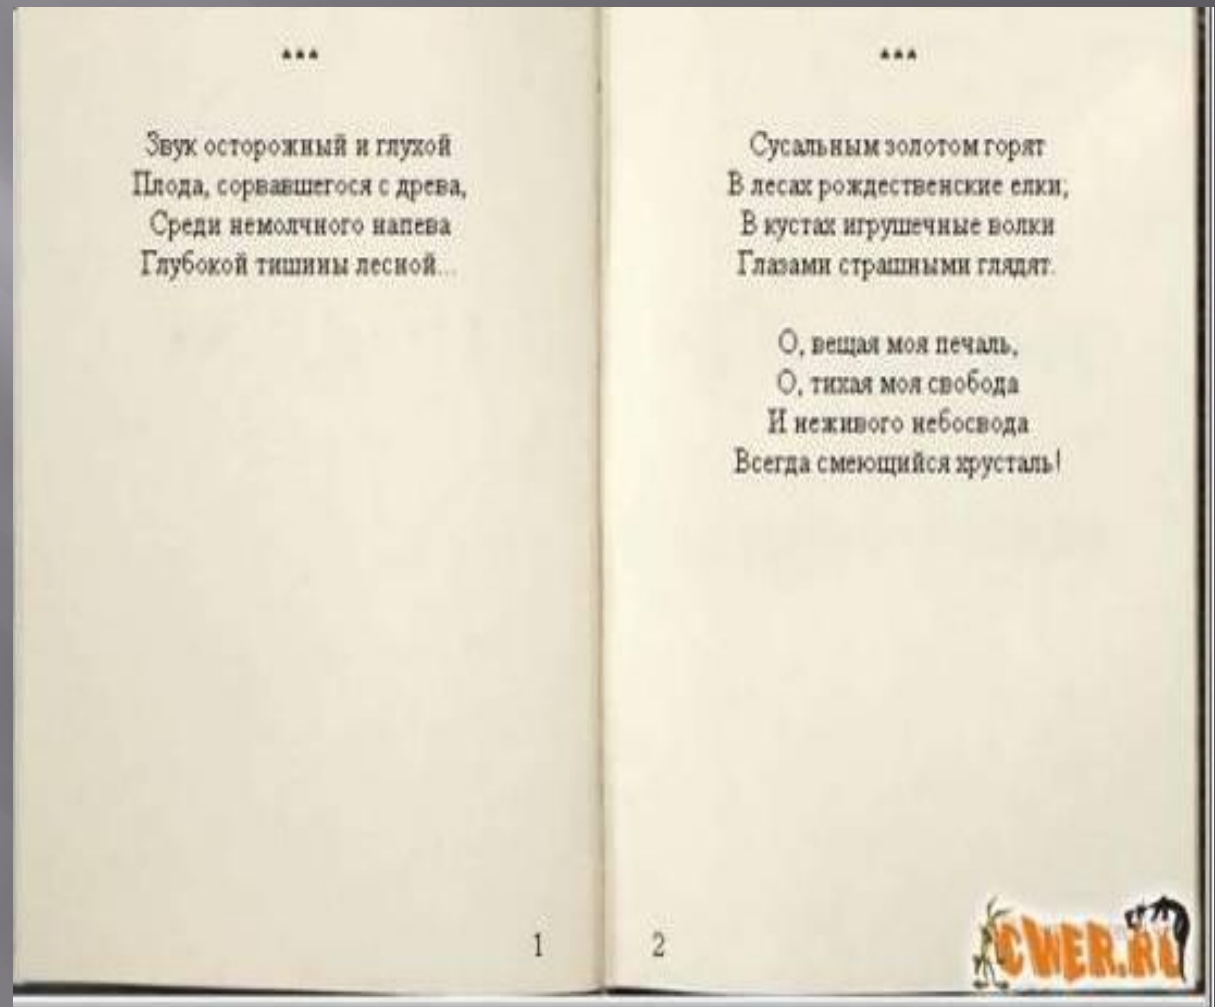 ***
Звук осторожный и глухой
Плода, сорвавшегося с древа,
Среди немолчного напева
Глубокой тишины лесной...
1
***
Сусальным золотом горят
В лесах рождественские елки;
В кустах игрушечные волки
Глазами страшными глядят.
О, вещая моя печаль,
О, тихая моя свобода
И неживого небосвода
Всегда смеющийся хрусталь!
2
CWER.RU